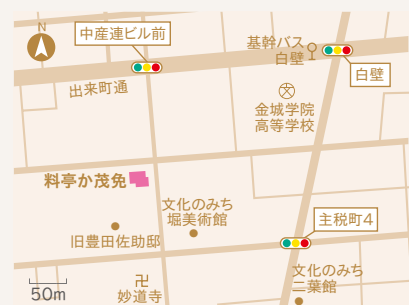 N
中産連ビル前
基幹バス
白壁
白壁
出来町通
金城学院
高等学校
料亭か茂免
文化のみち
堀美術館
主税町4
旧豊田佐助邸
文化のみち
二葉館
妙道寺
50m